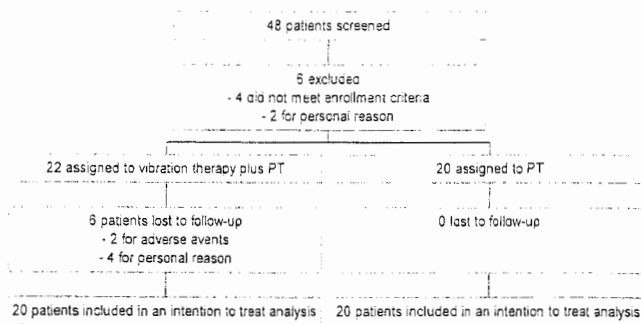 48 patients screened
6 excluded
- 4 did not meet enrollment criteria
- 2 for personal reason
22 assigned to vibration therapy plus PT
20 assigned to PT
6 patients lost to follow-up
- 2 for adverse events
- 4 for personal reason
0 lost to follow-up
20 patients included in an intention to treat analysis
20 patients included in an intention to treat analysis